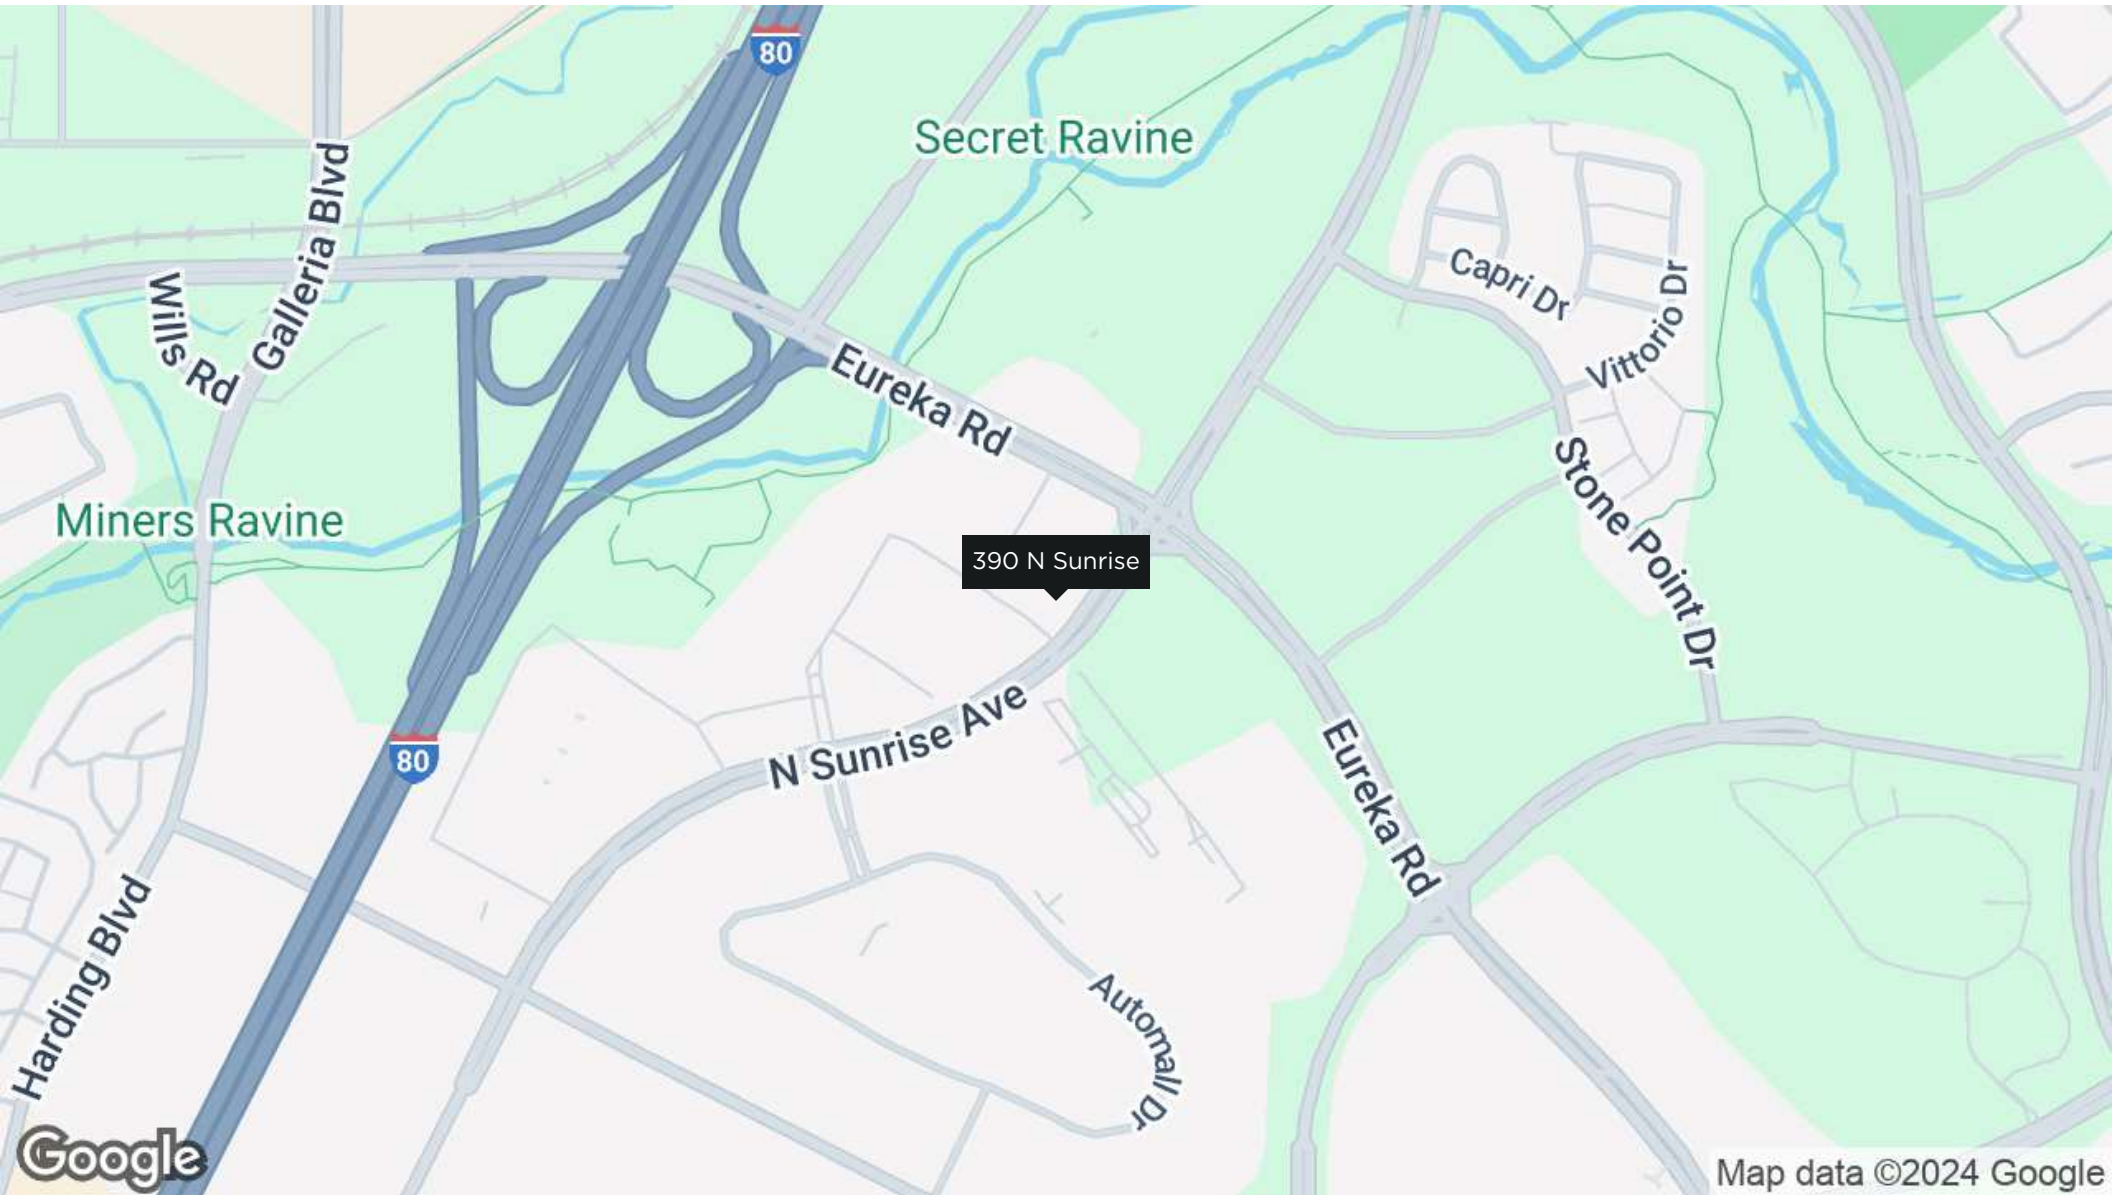 80
Secret Ravine
Galleria Blvd
Wills Rd
Capri Dr
Vittorio Dr
Eureka Rd
Stone Point Dr
Miners Ravine
390 N Sunrise
N Sunrise Ave
80
Eureka Rd
Harding Blvd
Automall Dr
Google
Map data ©2024 Google